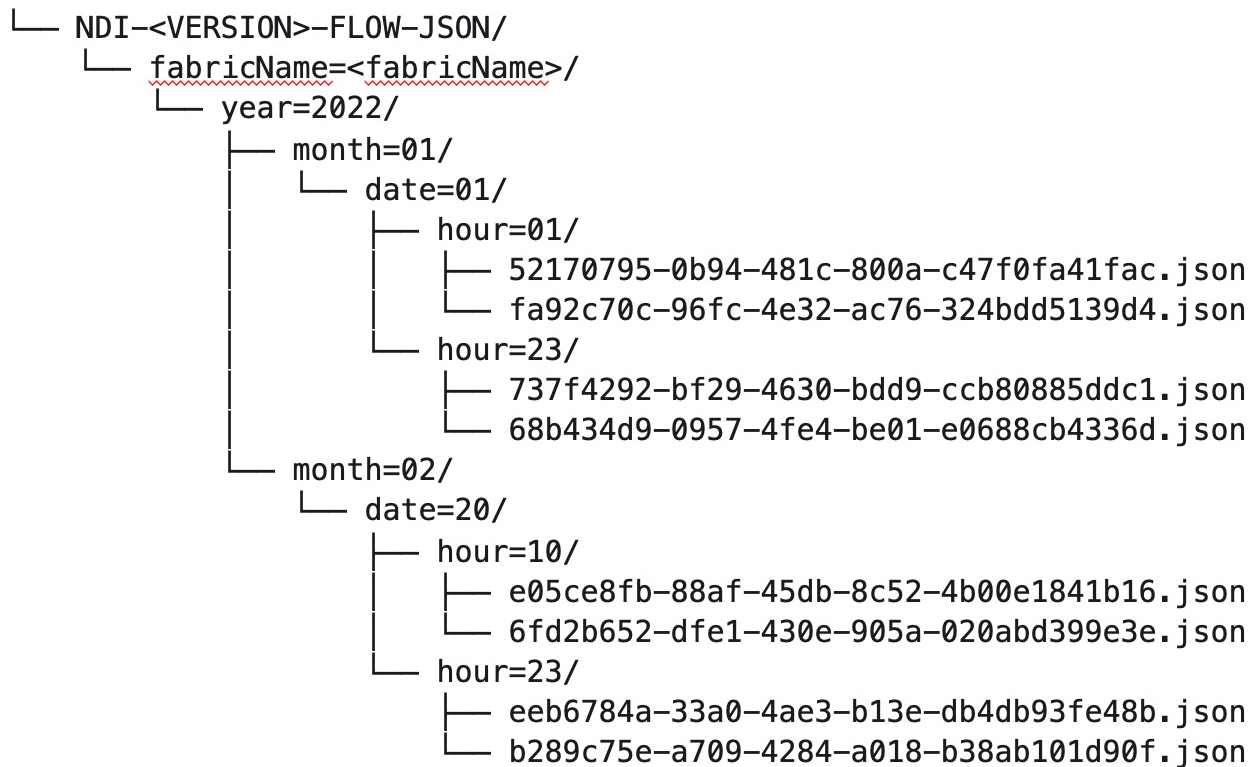 └── NDI-<VERSION>-FLOW-JSON/
    └── fabricName=<fabricName>/
        └── year=2022/
            ├── month=01/
            │   └── date=01/
            │       ├── hour=01/
            │       │   ├── 52170795-0b94-481c-800a-c47f0fa41fac.json
            │       │   └── fa92c70c-96fc-4e32-ac76-324bdd5139d4.json
            │       └── hour=23/
            │           ├── 737f4292-bf29-4630-bdd9-ccb80885ddc1.json
            │           └── 68b434d9-0957-4fe4-be01-e0688cb4336d.json
            └── month=02/
                └── date=20/
                    ├── hour=10/
                    │   ├── e05ce8fb-88af-45db-8c52-4b00e1841b16.json
                    │   └── 6fd2b652-dfe1-430e-905a-020abd399e3e.json
                    └── hour=23/
                        ├── eeb6784a-33a0-4ae3-b13e-db4db93fe48b.json
                        └── b289c75e-a709-4284-a018-b38ab101d90f.json